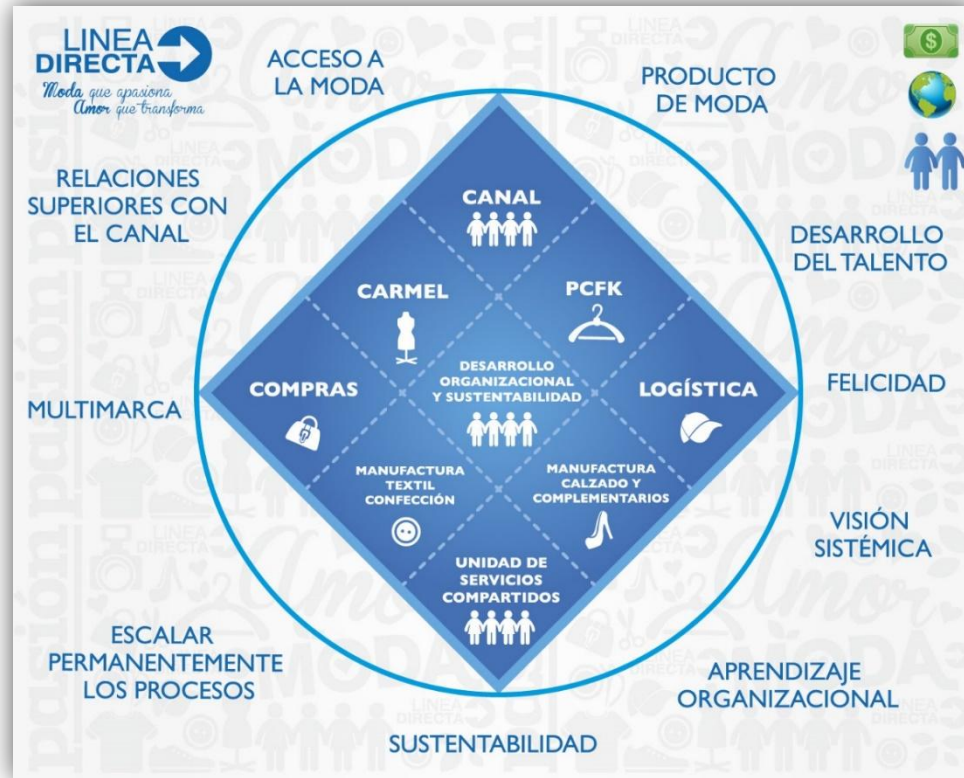 LINEA
DIRECTA
Moda que apasiona
Amor que transforma
ACCESO A
LA MODA
PRODUCTO
DE MODA
$
RELACIONES
SUPERIORES CON
EL CANAL
DESARROLLO
DEL TALENTO
MULTIMARCA
FELICIDAD
VISIÓN
SISTÉMICA
ESCALAR
PERMANENTEMENTE
LOS PROCESOS
APRENDIZAJE
ORGANIZACIONAL
SUSTENTABILIDAD
CANAL
CARMEL
PCFK
COMPRAS
DESARROLLO
ORGANIZACIONAL
Y SUSTENTABILIDAD
LOGÍSTICA
MANUFACTURA
TEXTIL
CONFECCIÓN
MANUFACTURA
CALZADO Y
COMPLEMENTARIOS
UNIDAD DE
SERVICIOS
COMPARTIDOS